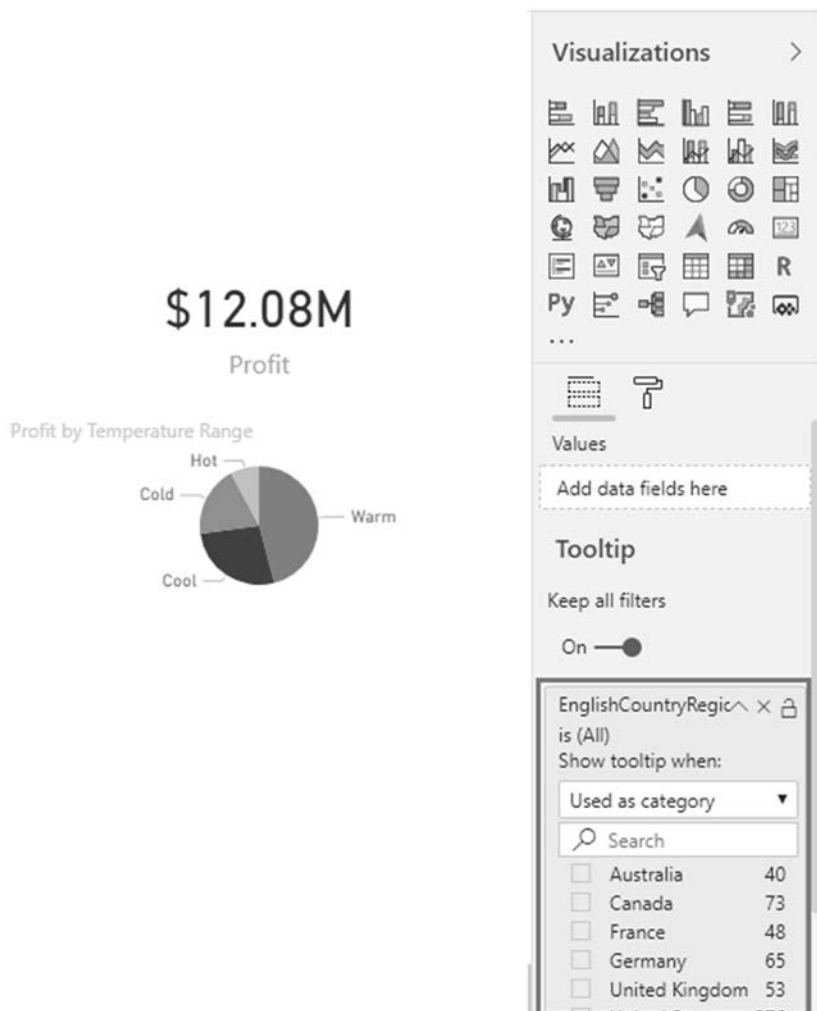 Visualizations
123
R
Py
...
$12.08M
Profit
Profit by Temperature Range
Hot
Cold
Warm
Cool
Values
Add data fields here
Tooltip
Keep all filters
On
EnglishCountryRegic
is (All)
Show tooltip when:
Used as category
Search
Australia 40
Canada 73
France 48
Germany 65
United Kingdom 53